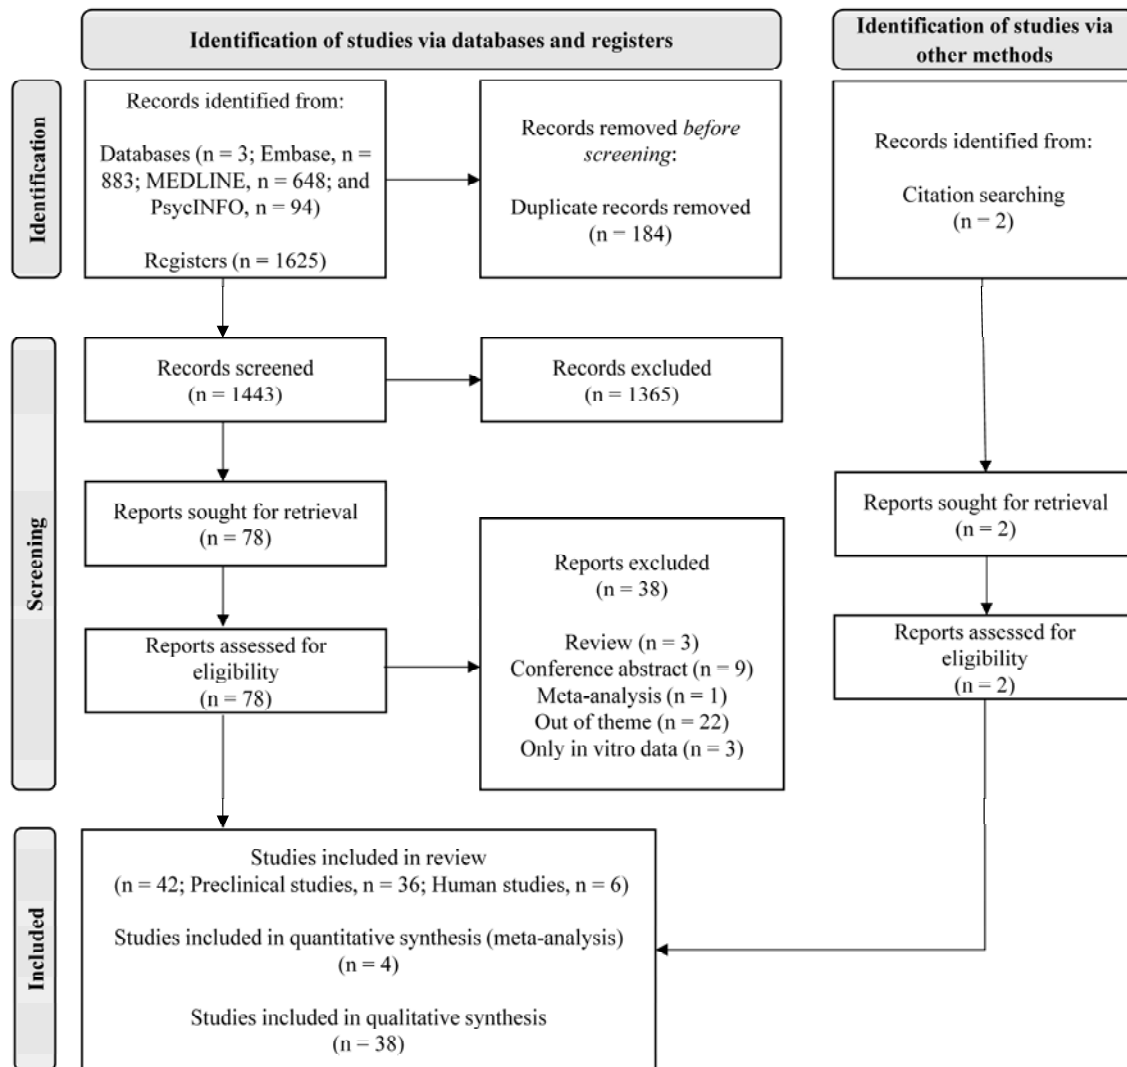 Identification of studies via databases and registers
Identification of studies via
other methods
Identification
Records identified from:
Databases (n = 3; Embase, n =
883; MEDLINE, n = 648; and
PsycINFO, n = 94)
Registers (n = 1625)
Records removed before
screening:
Duplicate records removed
(n = 184)
Records identified from:
Citation searching
(n = 2)
Screening
Records screened
(n = 1443)
Records excluded
(n = 1365)
Reports sought for retrieval
(n = 78)
Reports sought for retrieval
(n = 2)
Reports assessed for
eligibility
(n = 78)
Reports excluded
(n = 38)
Review (n = 3)
Conference abstract (n = 9)
Meta-analysis (n = 1)
Out of theme (n = 22)
Only in vitro data (n = 3)
Reports assessed for
eligibility
(n = 2)
Included
Studies included in review
(n = 42; Preclinical studies, n = 36; Human studies, n = 6)
Studies included in quantitative synthesis (meta-analysis)
(n = 4)
Studies included in qualitative synthesis
(n = 38)